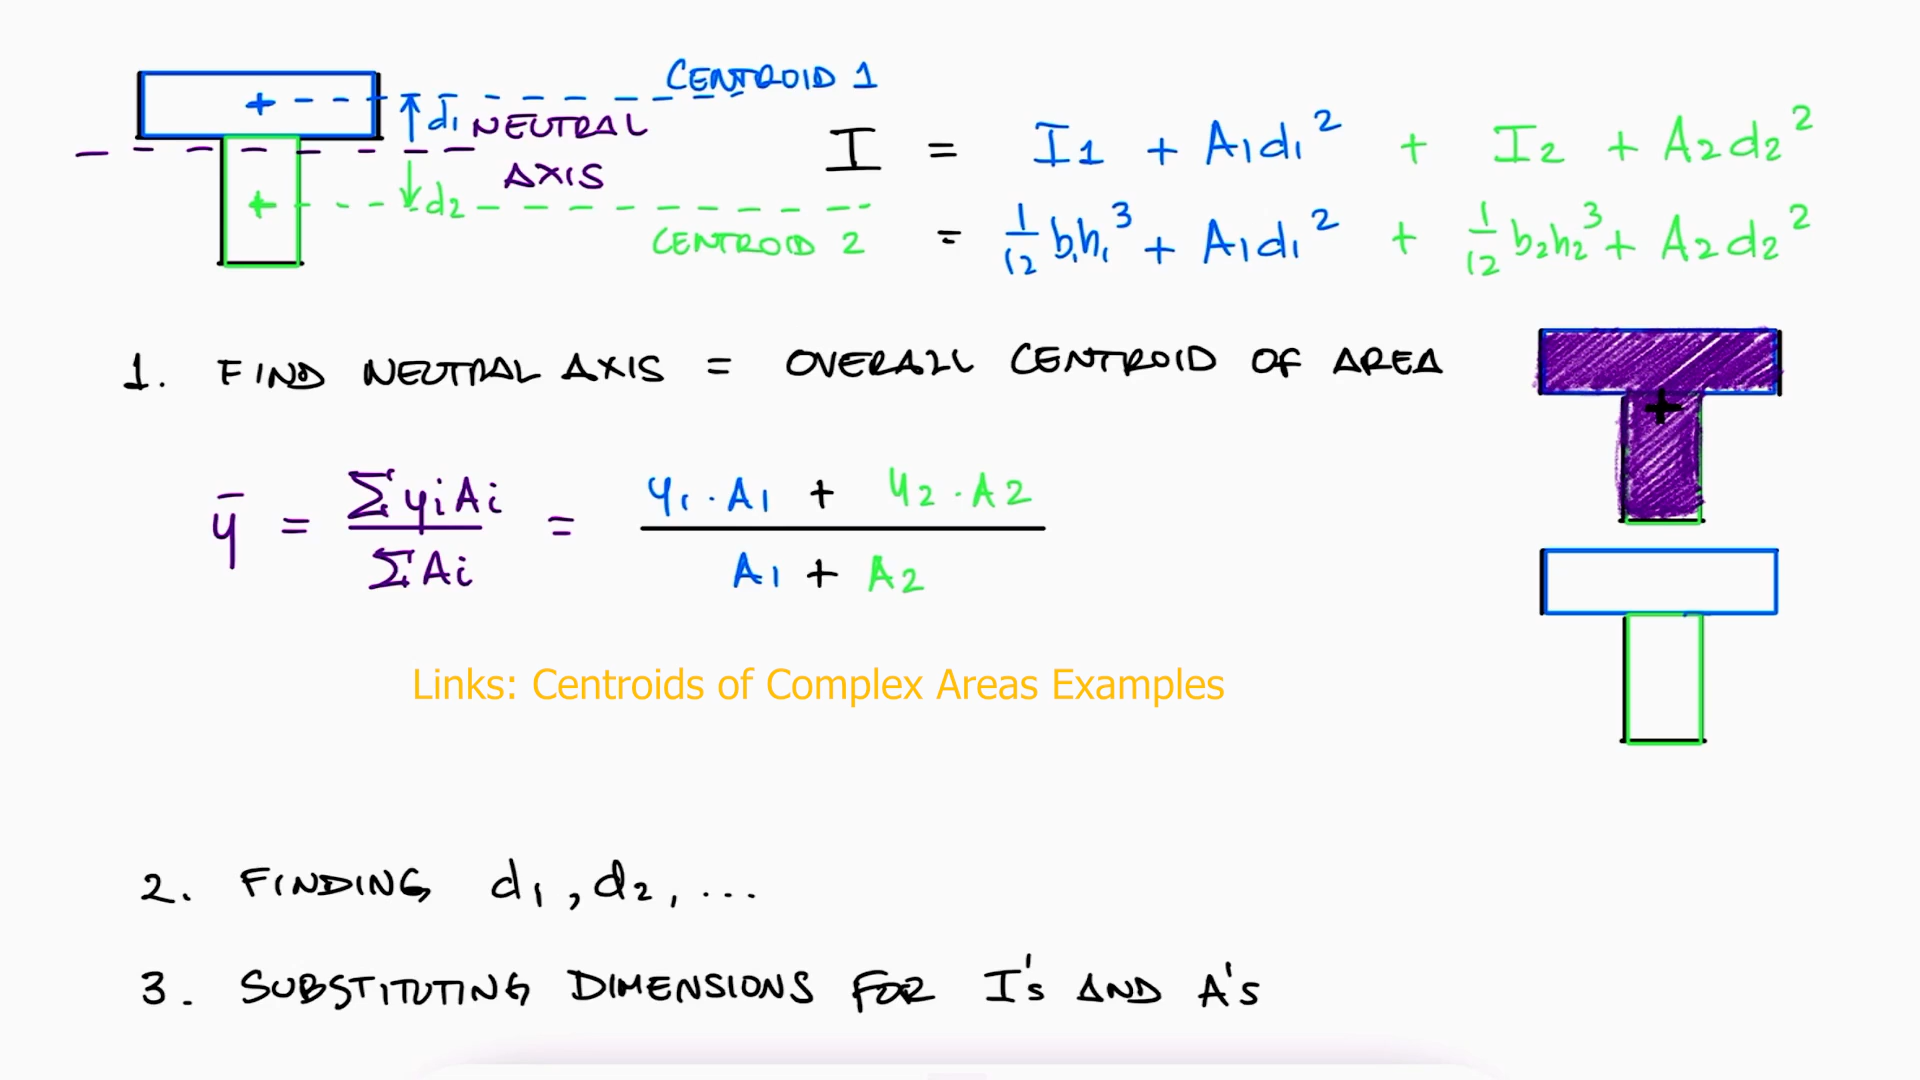 CENTROID 1
d₁ NEUTRAL
AXIS
d₂
CENTROID 2
I = I₁ + A₁d₁² + I₂ + A₂d₂²
= 1/12 b₁h₁³ + A₁d₁² + 1/12 b₂h₂³ + A₂d₂²
1. FIND NEUTRAL AXIS = OVERALL CENTROID OF AREA
ȳ = ΣyᵢAᵢ / ΣAᵢ = (y₁·A₁ + y₂·A₂) / (A₁ + A₂)
Links: Centroids of Complex Areas Examples
2. FINDING d₁, d₂, ...
3. SUBSTITUTING DIMENSIONS FOR I's AND A's